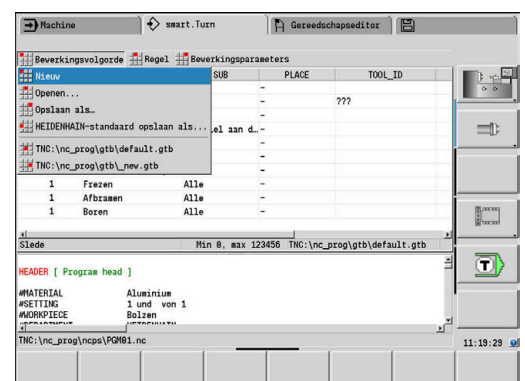 Machine
smart.Turn
Gereedschapseditor
Bewerkingsvolgorde Regel Bewerkingsparameters
SUB PLACE TOOL_ID
Nieuw
-
Openen...
- ???
Opslaan als…
-
HEIDENHAIN-standaard opslaan als...
el aan d… -
-
TNC:\nc_prog\gtb\default.gtb
-
TNC:\nc_prog\gtb\_new.gtb
-
1 Frezen Alle -
1 Afbramen Alle -
1 Boren Alle -
Slede Min 0, max 123456 TNC:\nc_prog\gtb\default.gtb
HEADER [ Program head ]
#MATERIAL Aluminium
#SETTING 1 und von 1
#WORKPIECE Bolzen
TNC:\nc_prog\ncps\PGM01.nc
T
11:19:29